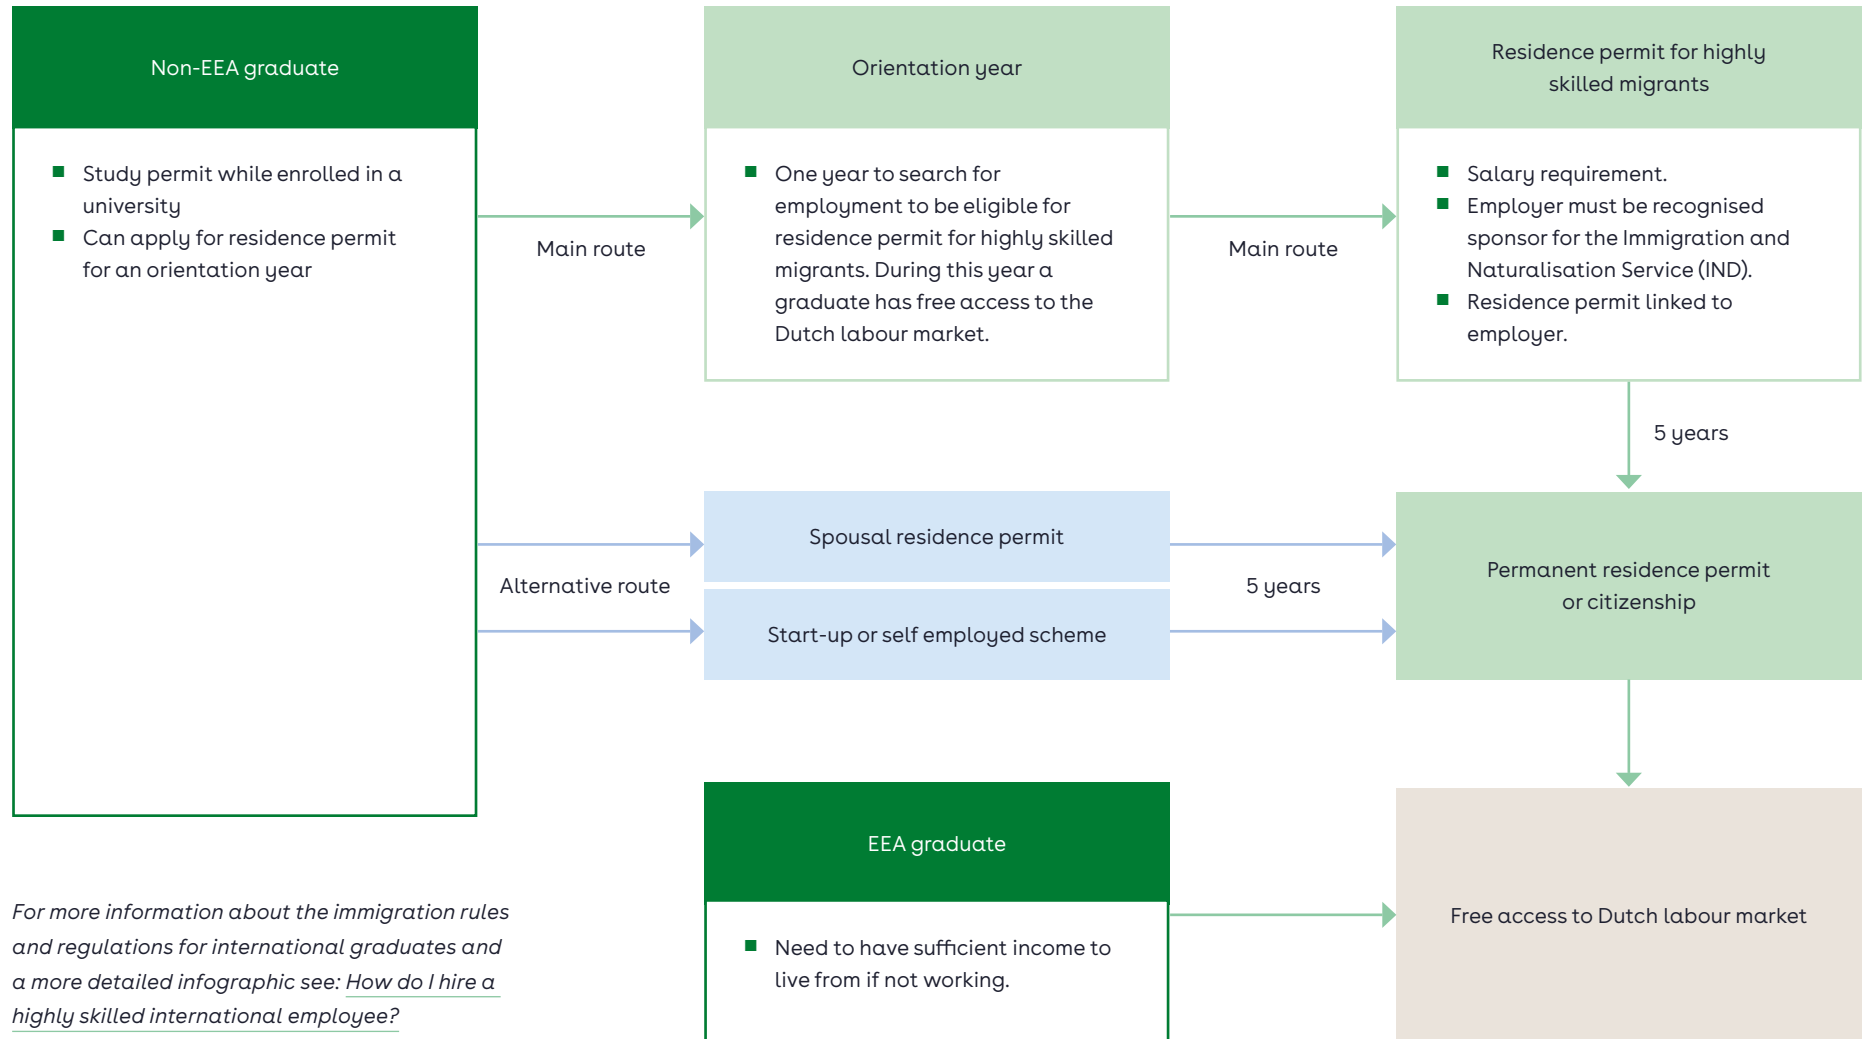 Non-EEA graduate
Study permit while enrolled in a
university
Can apply for residence permit
for an orientation year
Main route
Orientation year
One year to search for
employment to be eligible for
residence permit for highly skilled
migrants. During this year a
graduate has free access to the
Dutch labour market.
Main route
Residence permit for highly
skilled migrants
Salary requirement.
Employer must be recognised
sponsor for the Immigration and
Naturalisation Service (IND).
Residence permit linked to
employer.
5 years
Alternative route
Spousal residence permit
Start-up or self employed scheme
5 years
Permanent residence permit
or citizenship
EEA graduate
Need to have sufficient income to
live from if not working.
Free access to Dutch labour market
For more information about the immigration rules
and regulations for international graduates and
a more detailed infographic see: How do I hire a
highly skilled international employee?